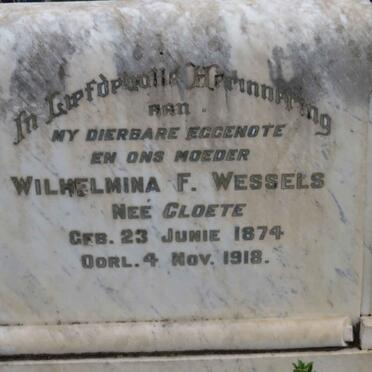 In Liefdevolle Herinnering
aan
my dierbare eggenote
en ons moeder
Wilhelmina F. Wessels
Neé Cloete
Geb. 23 Junie 1874
Oorl. 4 Nov. 1918.